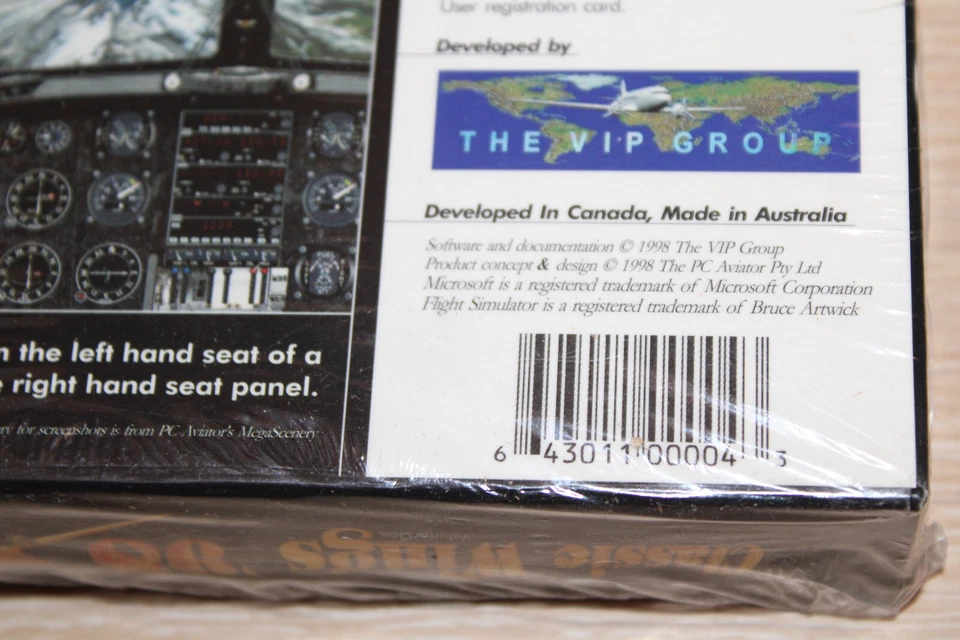 User registration card.
Developed by
THE VIP GROUP
Developed In Canada, Made in Australia
Software and documentation © 1998 The VIP Group
Product concept & design © 1998 The PC Aviator Pty Ltd
Microsoft is a registered trademark of Microsoft Corporation
Flight Simulator is a registered trademark of Bruce Artwick
6 43011 00004 3
the left hand seat of a
right hand seat panel.
for screenshots is from PC Aviator's MegaScenery
Classic Wings '98
Volume One